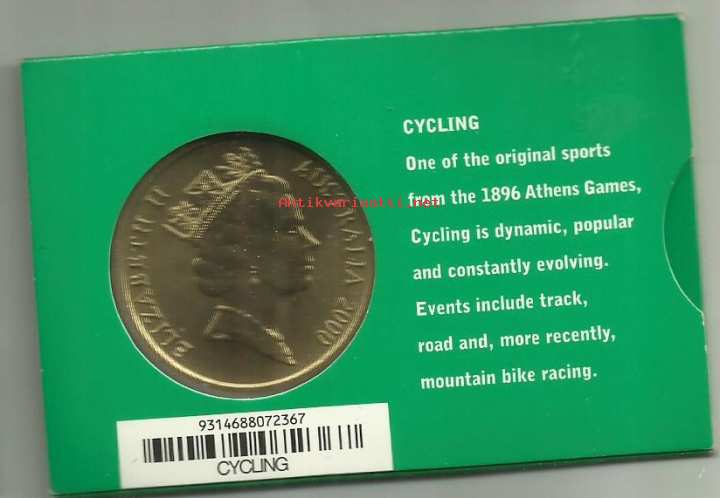 ELIZABETH II AUSTRALIA 2000
Antikvariaatti.net
CYCLING
One of the original sports
from the 1896 Athens Games,
Cycling is dynamic, popular
and constantly evolving.
Events include track,
road and, more recently,
mountain bike racing.
9314688072367
CYCLING